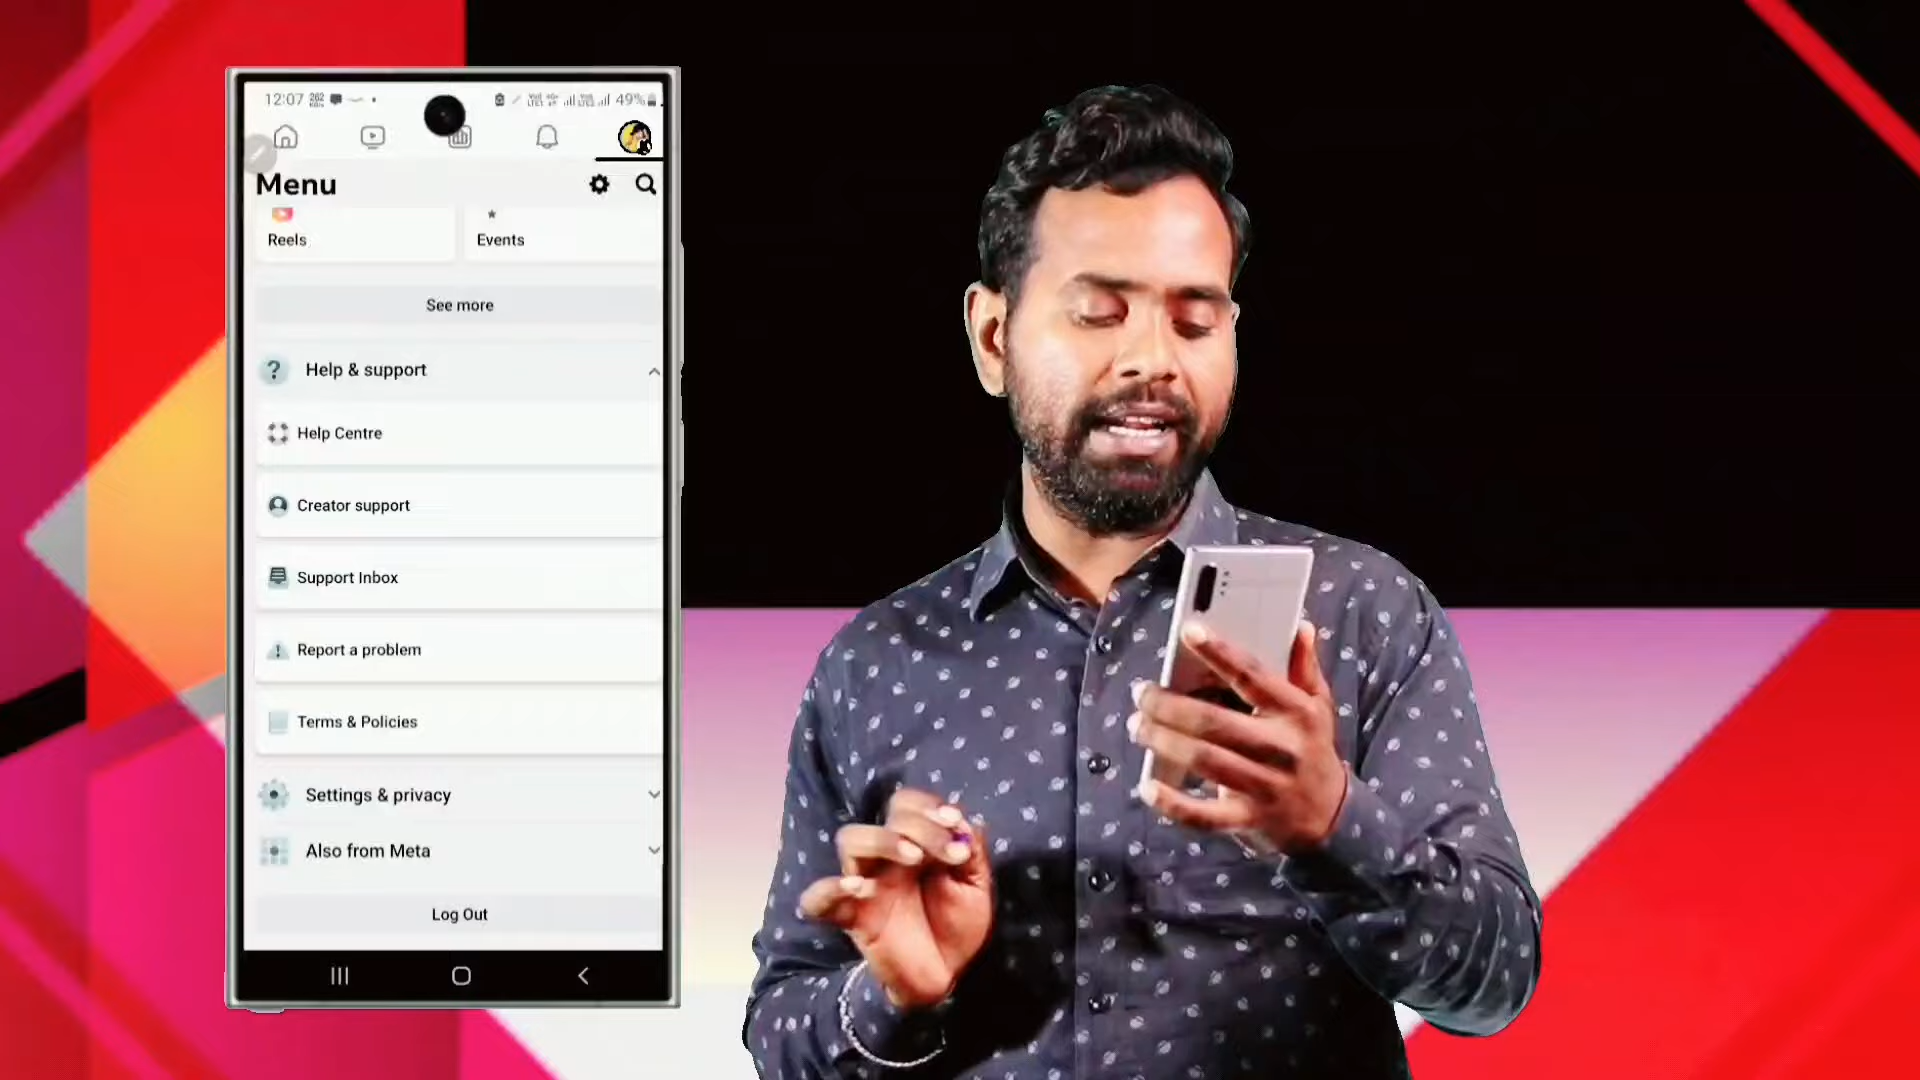 12:07
49%
Menu
Reels
Events
See more
Help & support
Help Centre
Creator support
Support Inbox
Report a problem
Terms & Policies
Settings & privacy
Also from Meta
Log Out